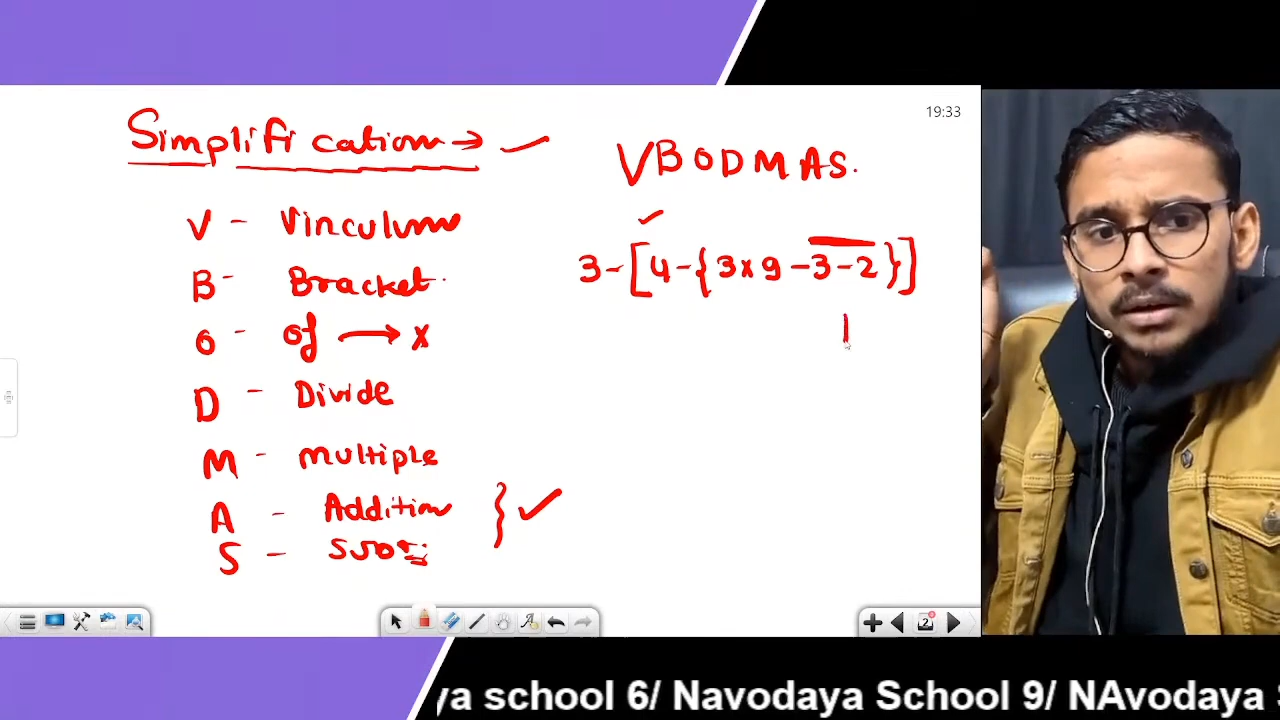 19:33
Simplification → ✓
VBODMAS.
V - Vinculum
✓
B - Bracket.
3-[4-{3×9-3̅-̅2̅}]
O - of → x
1
D - Divide
M - multiple
A - Addition } ✓
S -
2
ya school 6/ Navodaya School 9/ NAvodaya